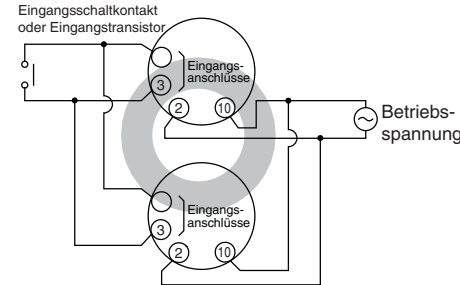 Eingangsschaltkontakt
oder Eingangstransistor
Eingangs-
anschlüsse
3
2
10
Betriebs-
spannung
Eingangs-
anschlüsse
3
2
10